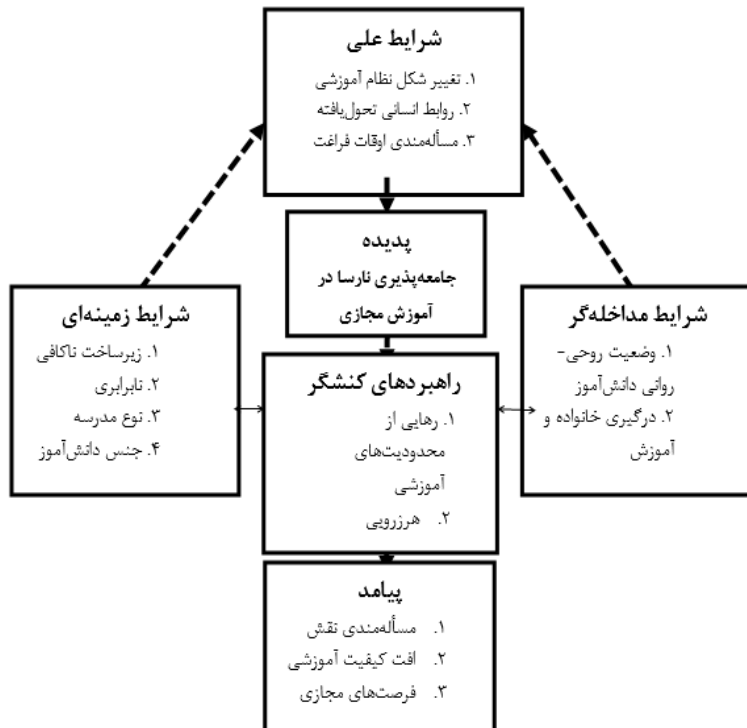 شرایط علی
۱. تغییر شکل نظام آموزشی
۲. روابط انسانی تحول‌یافته
۳. مسأله‌مندی اوقات فراغت
پدیده
جامعه‌پذیری نارسا در
آموزش مجازی
شرایط مداخله‌گر
۱. وضعیت روحی-
روانی دانش‌آموز
۲. درگیری خانواده و
آموزش
راهبردهای کنشگر
۱. رهایی از
محدودیت‌های
آموزشی
۲. هرزرویی
شرایط زمینه‌ای
۱. زیرساخت ناکافی
۲. نابرابری
۳. نوع مدرسه
۴. جنس دانش‌آموز
پیامد
۱. مسأله‌مندی نقش
۲. افت کیفیت آموزشی
۳. فرصت‌های مجازی